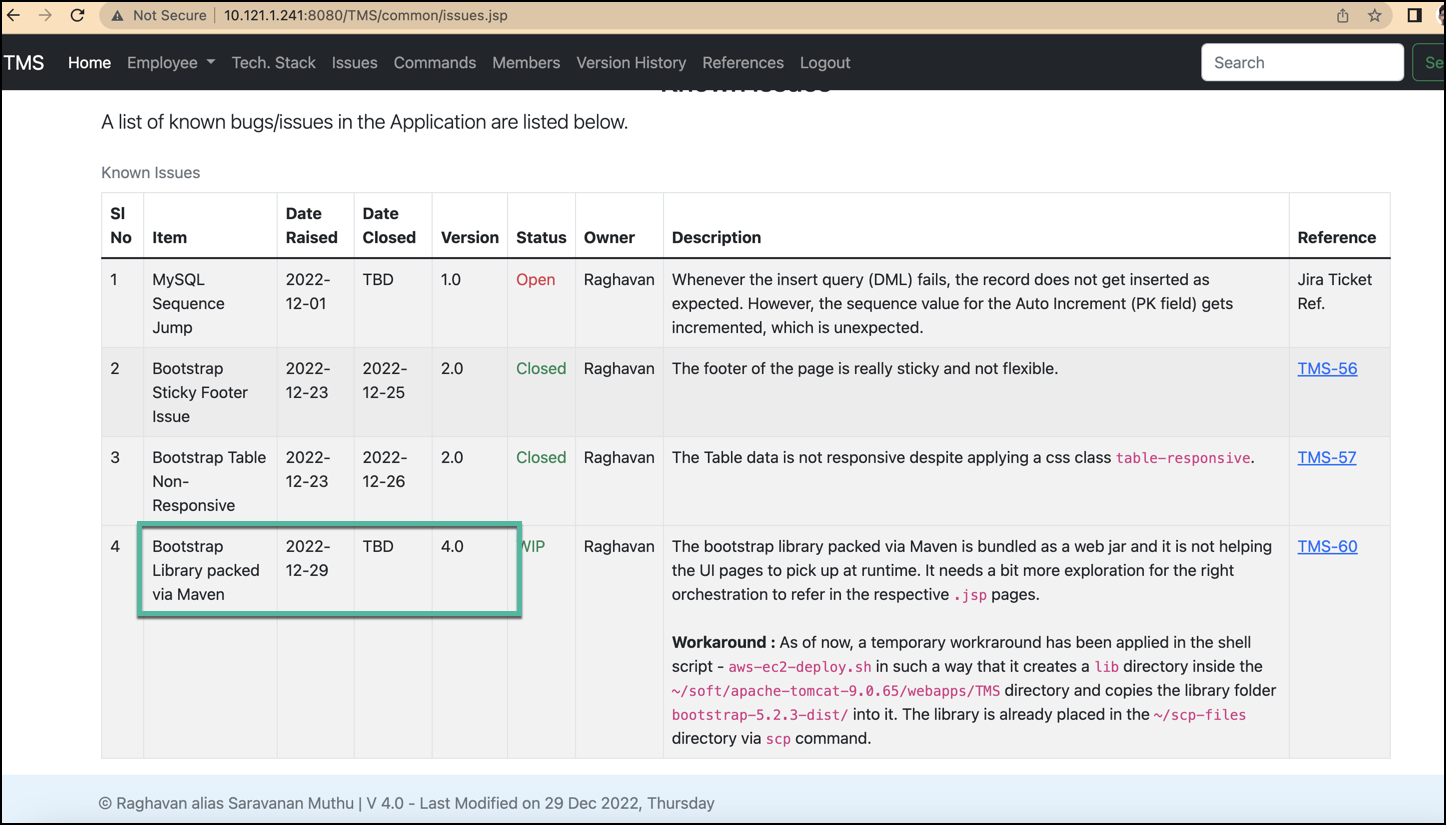 Not Secure | 10.121.1.241:8080/TMS/common/issues.jsp
TMS Home Employee Tech. Stack Issues Commands Members Version History References Logout Search Se
Known Issues
A list of known bugs/issues in the Application are listed below.
Known Issues
Sl No Item Date Raised Date Closed Version Status Owner Description Reference
1 MySQL Sequence Jump 2022-12-01 TBD 1.0 Open Raghavan Whenever the insert query (DML) fails, the record does not get inserted as expected. However, the sequence value for the Auto Increment (PK field) gets incremented, which is unexpected. Jira Ticket Ref.
2 Bootstrap Sticky Footer Issue 2022-12-23 2022-12-25 2.0 Closed Raghavan The footer of the page is really sticky and not flexible. TMS-56
3 Bootstrap Table Non-Responsive 2022-12-23 2022-12-26 2.0 Closed Raghavan The Table data is not responsive despite applying a css class table-responsive. TMS-57
4 Bootstrap Library packed via Maven 2022-12-29 TBD 4.0 WIP Raghavan The bootstrap library packed via Maven is bundled as a web jar and it is not helping the UI pages to pick up at runtime. It needs a bit more exploration for the right orchestration to refer in the respective .jsp pages. TMS-60
Workaround : As of now, a temporary workraround has been applied in the shell
script - aws-ec2-deploy.sh in such a way that it creates a lib directory inside the
~/soft/apache-tomcat-9.0.65/webapps/TMS directory and copies the library folder
bootstrap-5.2.3-dist/ into it. The library is already placed in the ~/scp-files
directory via scp command.
© Raghavan alias Saravanan Muthu | V 4.0 - Last Modified on 29 Dec 2022, Thursday